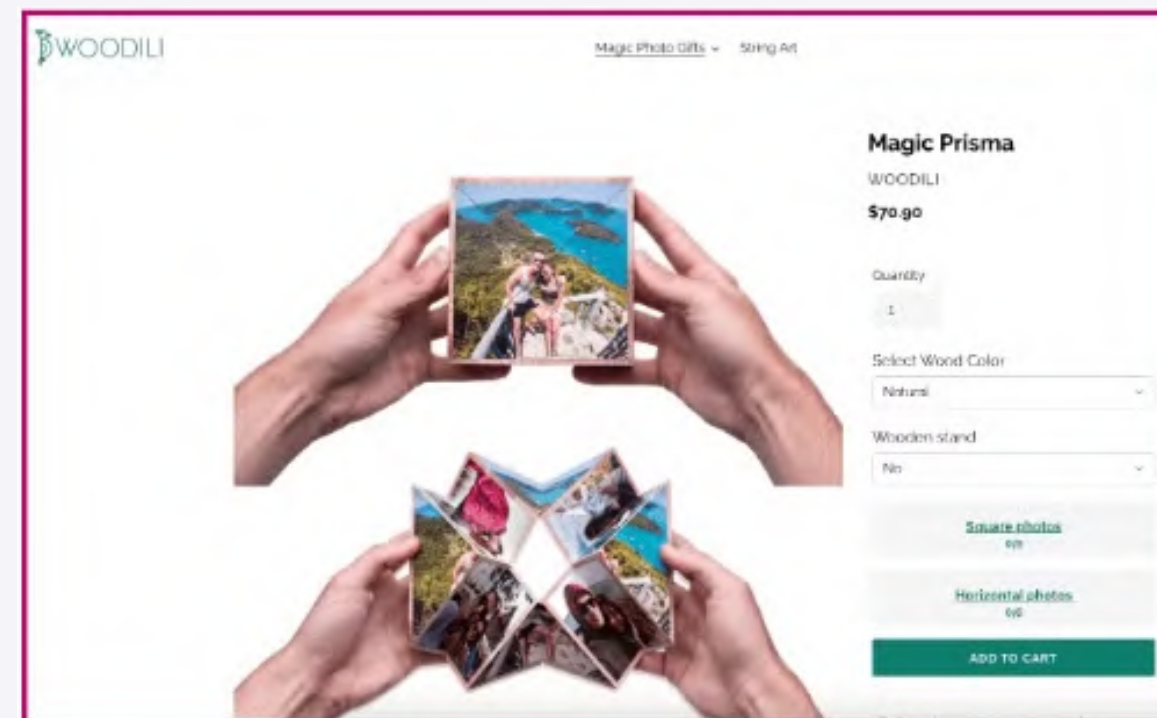 WOODILI
Magic Photo Gifts
String Art
Magic Prisma
WOODILI
$70.90
Quantity
1
Select Wood Color
Natural
Wooden stand
No
Square photos
Horizontal photos
ADD TO CART